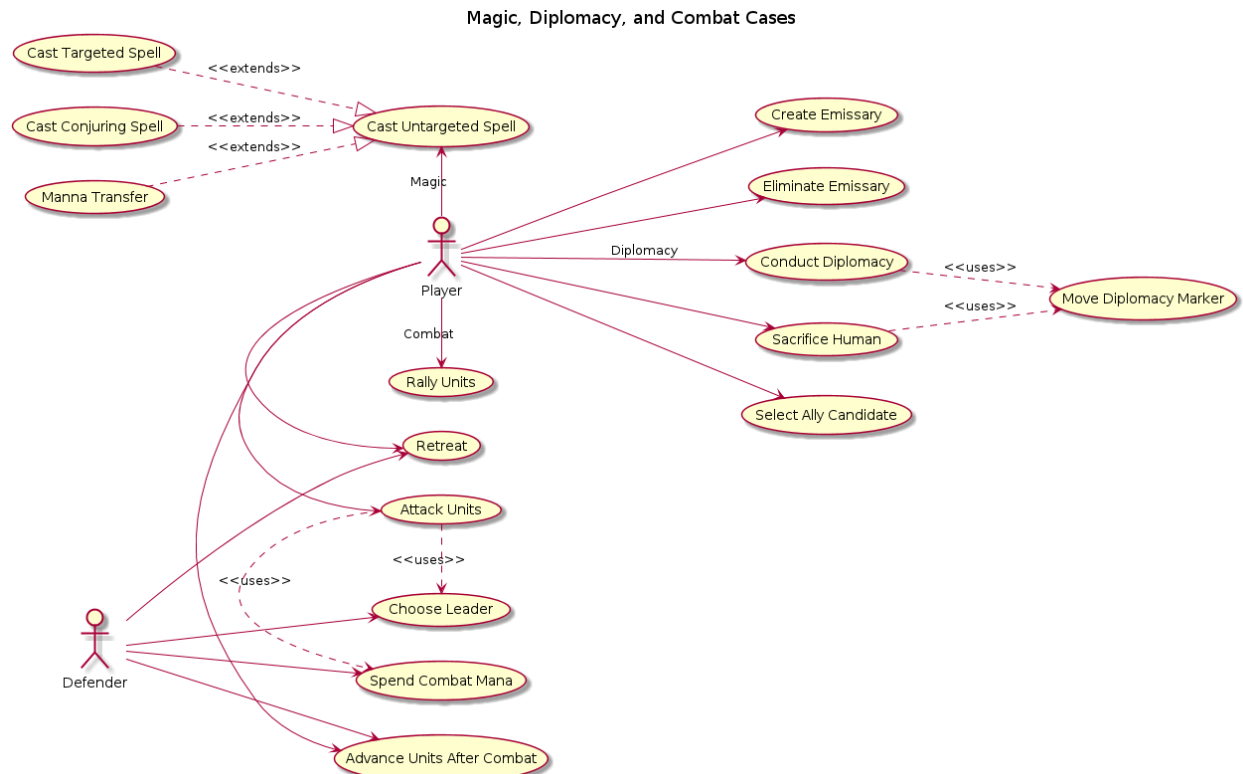 Magic, Diplomacy, and Combat Cases
Cast Targeted Spell
<<extends>>
Cast Conjuring Spell
<<extends>>
Cast Untargeted Spell
<<extends>>
Manna Transfer
Magic
Player
Combat
Create Emissary
Eliminate Emissary
Diplomacy
Conduct Diplomacy
<<uses>>
Move Diplomacy Marker
<<uses>>
Sacrifice Human
Select Ally Candidate
Rally Units
Retreat
Attack Units
<<uses>>
<<uses>>
Choose Leader
Defender
Spend Combat Mana
Advance Units After Combat